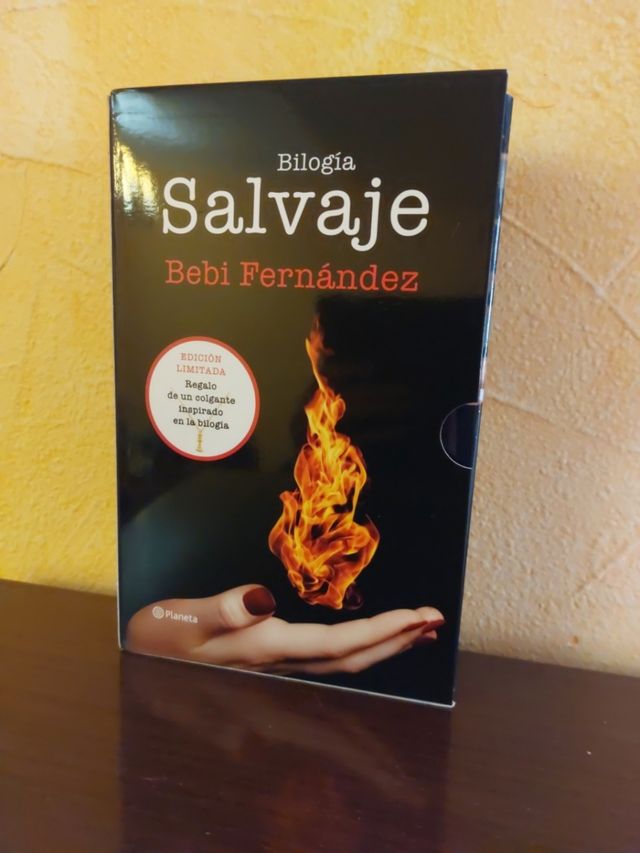 Bilogía
Salvaje
Bebi Fernández
EDICIÓN
LIMITADA
Regalo
de un colgante
inspirado
en la bilogía
Planeta